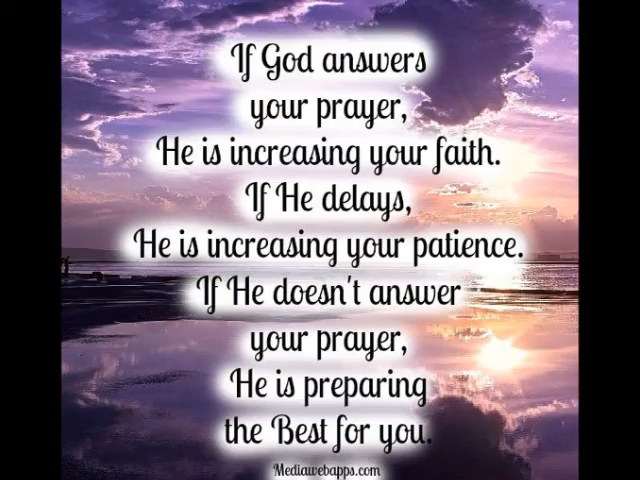 If God answers
your prayer,
He is increasing your faith.
If He delays,
He is increasing your patience.
If He doesn't answer
your prayer,
He is preparing
the Best for you.
Mediawebapps.com